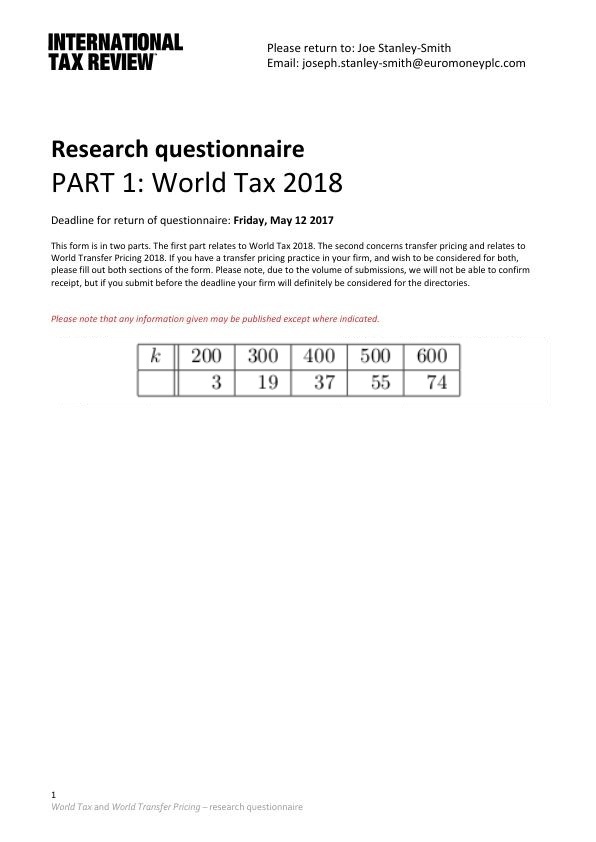 INTERNATIONAL
TAX REVIEW™
Please return to: Joe Stanley-Smith
Email: joseph.stanley-smith@euromoneyplc.com
Research questionnaire
PART 1: World Tax 2018
Deadline for return of questionnaire: Friday, May 12 2017
This form is in two parts. The first part relates to World Tax 2018. The second concerns transfer pricing and relates to
World Transfer Pricing 2018. If you have a transfer pricing practice in your firm, and wish to be considered for both,
please fill out both sections of the form. Please note, due to the volume of submissions, we will not be able to confirm
receipt, but if you submit before the deadline your firm will definitely be considered for the directories.
Please note that any information given may be published except where indicated.
k 200 300 400 500 600
3 19 37 55 74
1
World Tax and World Transfer Pricing – research questionnaire